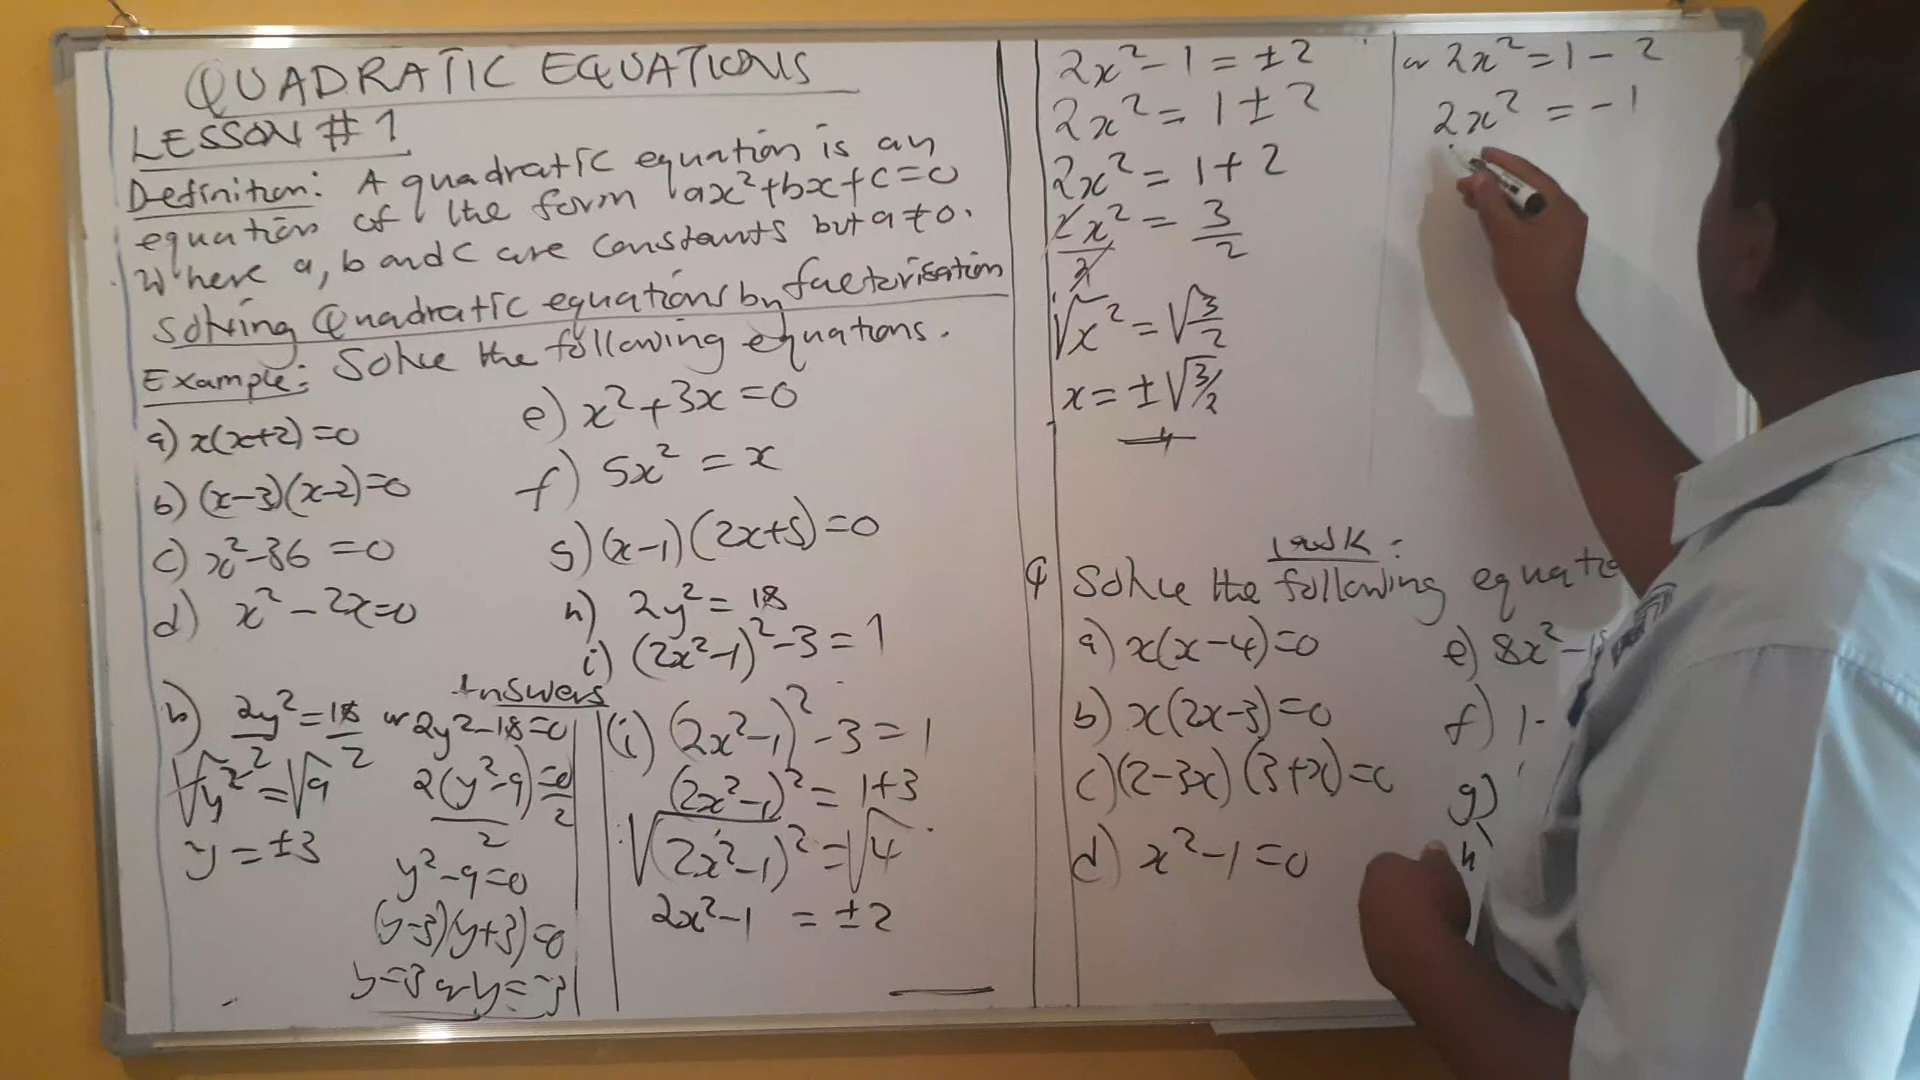 QUADRATIC EQUATIONS
LESSON # 1
Definition: A quadratic equation is an
equation of the form ax²+bx+c=0
Where a, b and c are constants but a≠0.
Solving Quadratic equations by factorisation
Example: Solve the following equations.
a) x(x+2)=0
b) (x-3)(x-2)=0
c) x²-36=0
d) x²-2x=0
e) x²+3x=0
f) 5x²=x
g) (x-1)(2x+5)=0
h) 2y²=18
i) (2x²-1)²-3=1
Answers
h) 2y²=18 or 2y²-18=0
2 2
√y²=√9
y=±3
2(y²-9)=0
2 2
y²-9=0
(y-3)(y+3)=0
y=3 or y=-3
(i) (2x²-1)²-3=1
(2x²-1)²=1+3
√(2x²-1)²=√4
2x²-1=±2
2x²-1=±2
2x²=1±2
2x²=1+2
2x²=3
2 2
√x²=√3/2
x=±√3/2
or 2x²=1-2
2x²=-1
Task:
Solve the following
a) x(x-4)=0
b) x(2x-3)=0
c) (2-3x)(3+x)=0
d) x²-1=0
e) 8x²-
f) 1-
g)
h